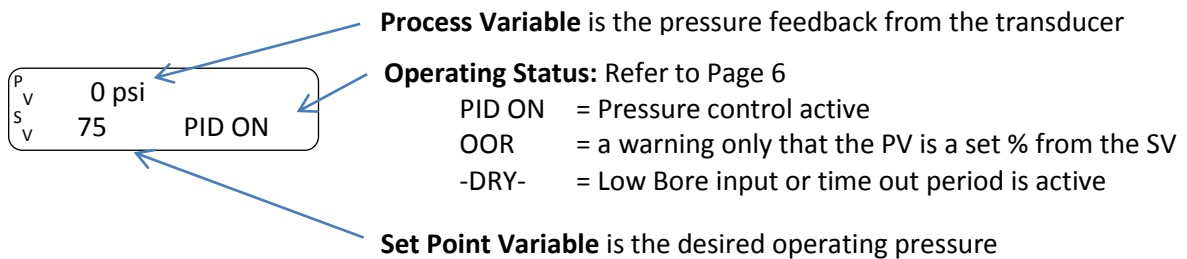 Process Variable is the pressure feedback from the transducer
PV 0 psi
SV 75 PID ON
Operating Status: Refer to Page 6
PID ON = Pressure control active
OOR = a warning only that the PV is a set % from the SV
-DRY- = Low Bore input or time out period is active
Set Point Variable is the desired operating pressure